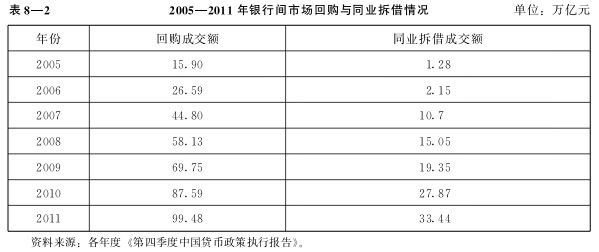 表 8—2 2005—2011 年银行间市场回购与同业拆借情况 单位：万亿元
年份 回购成交额 同业拆借成交额
2005 15.90 1.28
2006 26.59 2.15
2007 44.80 10.7
2008 58.13 15.05
2009 69.75 19.35
2010 87.59 27.87
2011 99.48 33.44
资料来源：各年度《第四季度中国货币政策执行报告》。